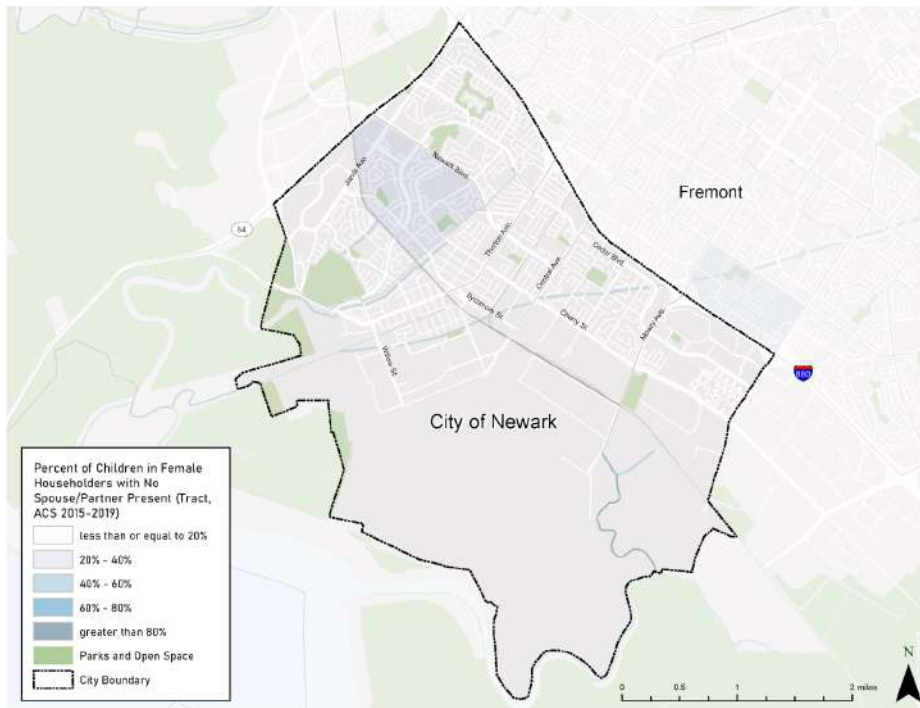 Fremont
Newark Blvd.
Jarvis Ave.
84
Thorton Ave.
Cedar Blvd.
Central Ave.
Sycamore St.
Cherry St.
Mowry Ave.
Willow St.
880
City of Newark
Percent of Children in Female
Householders with No
Spouse/Partner Present (Tract,
ACS 2015-2019)
less than or equal to 20%
20% - 40%
40% - 60%
60% - 80%
greater than 80%
Parks and Open Space
City Boundary
N
0 0.5 1 2 miles